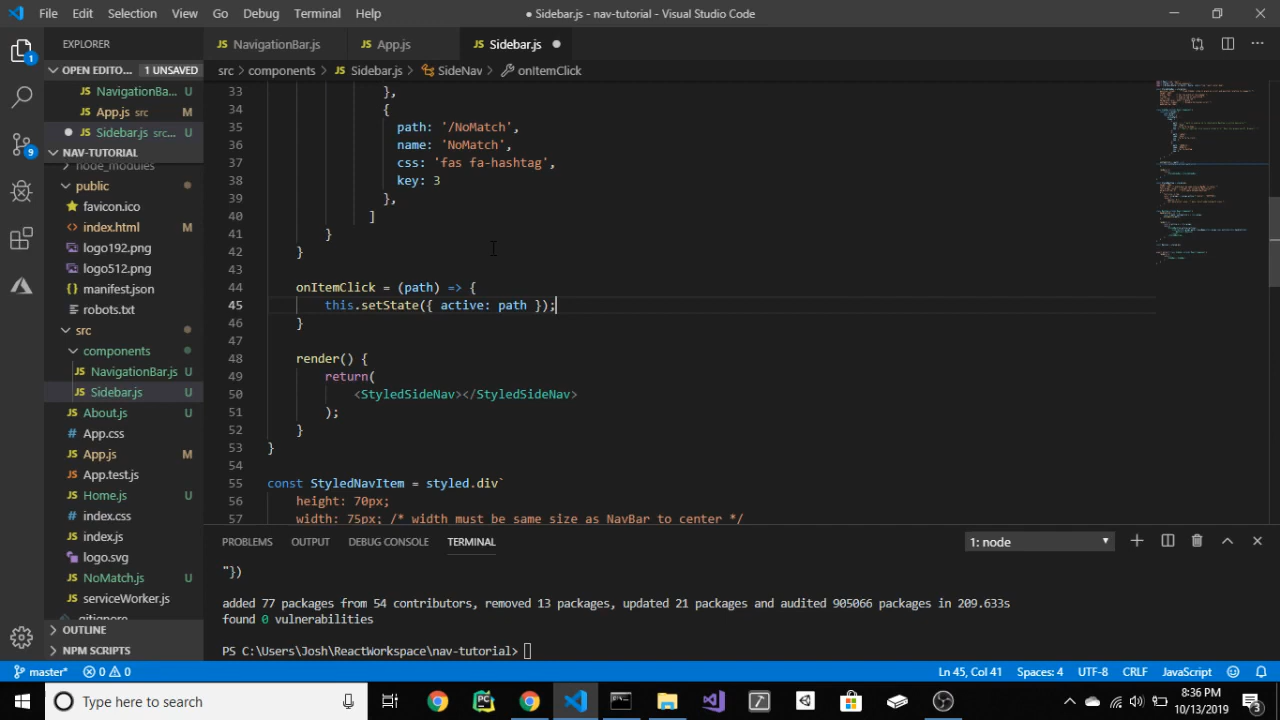 File Edit Selection View Go Debug Terminal Help
● Sidebar.js - nav-tutorial - Visual Studio Code
EXPLORER
NavigationBar.js App.js Sidebar.js
src > components > Sidebar.js > SideNav > onItemClick
OPEN EDITO... 1 UNSAVED
NavigationBa... U
App.js src M
Sidebar.js src... U
NAV-TUTORIAL
node_modules
public
favicon.ico
index.html M
logo192.png
logo512.png
manifest.json
robots.txt
src
components
NavigationBar.js U
Sidebar.js U
About.js U
App.css
App.js M
App.test.js
Home.js U
index.css
index.js
logo.svg
NoMatch.js U
serviceWorker.js
.gitignore
OUTLINE
NPM SCRIPTS
33 },
34 {
35 path: '/NoMatch',
36 name: 'NoMatch',
37 css: 'fas fa-hashtag',
38 key: 3
39 },
40 ]
41 }
42 }
43
44 onItemClick = (path) => {
45 this.setState({ active: path });
46 }
47
48 render() {
49 return(
50 <StyledSideNav></StyledSideNav>
51 );
52 }
53 }
54
55 const StyledNavItem = styled.div`
56 height: 70px;
57 width: 75px; /* width must be same size as NavBar to center */
PROBLEMS OUTPUT DEBUG CONSOLE TERMINAL 1: node
"})
added 77 packages from 54 contributors, removed 13 packages, updated 21 packages and audited 905066 packages in 209.633s
found 0 vulnerabilities
PS C:\Users\Josh\ReactWorkspace\nav-tutorial>
master* 0 0 Ln 45, Col 41 Spaces: 4 UTF-8 CRLF JavaScript
Type here to search
8:36 PM
10/13/2019